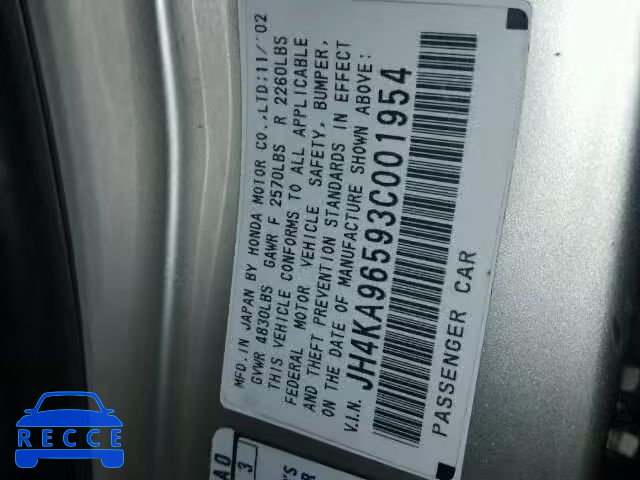 MFD. IN JAPAN BY HONDA MOTOR CO.,LTD:11/'02
GVWR 4830LBS GAWR F 2570LBS R 2260LBS
THIS VEHICLE CONFORMS TO ALL APPLICABLE
FEDERAL MOTOR VEHICLE SAFETY, BUMPER,
AND THEFT PREVENTION STANDARDS IN EFFECT
ON THE DATE OF MANUFACTURE SHOWN ABOVE:
V.I.N. JH4KA96593C001954
PASSENGER CAR
3
RECCE